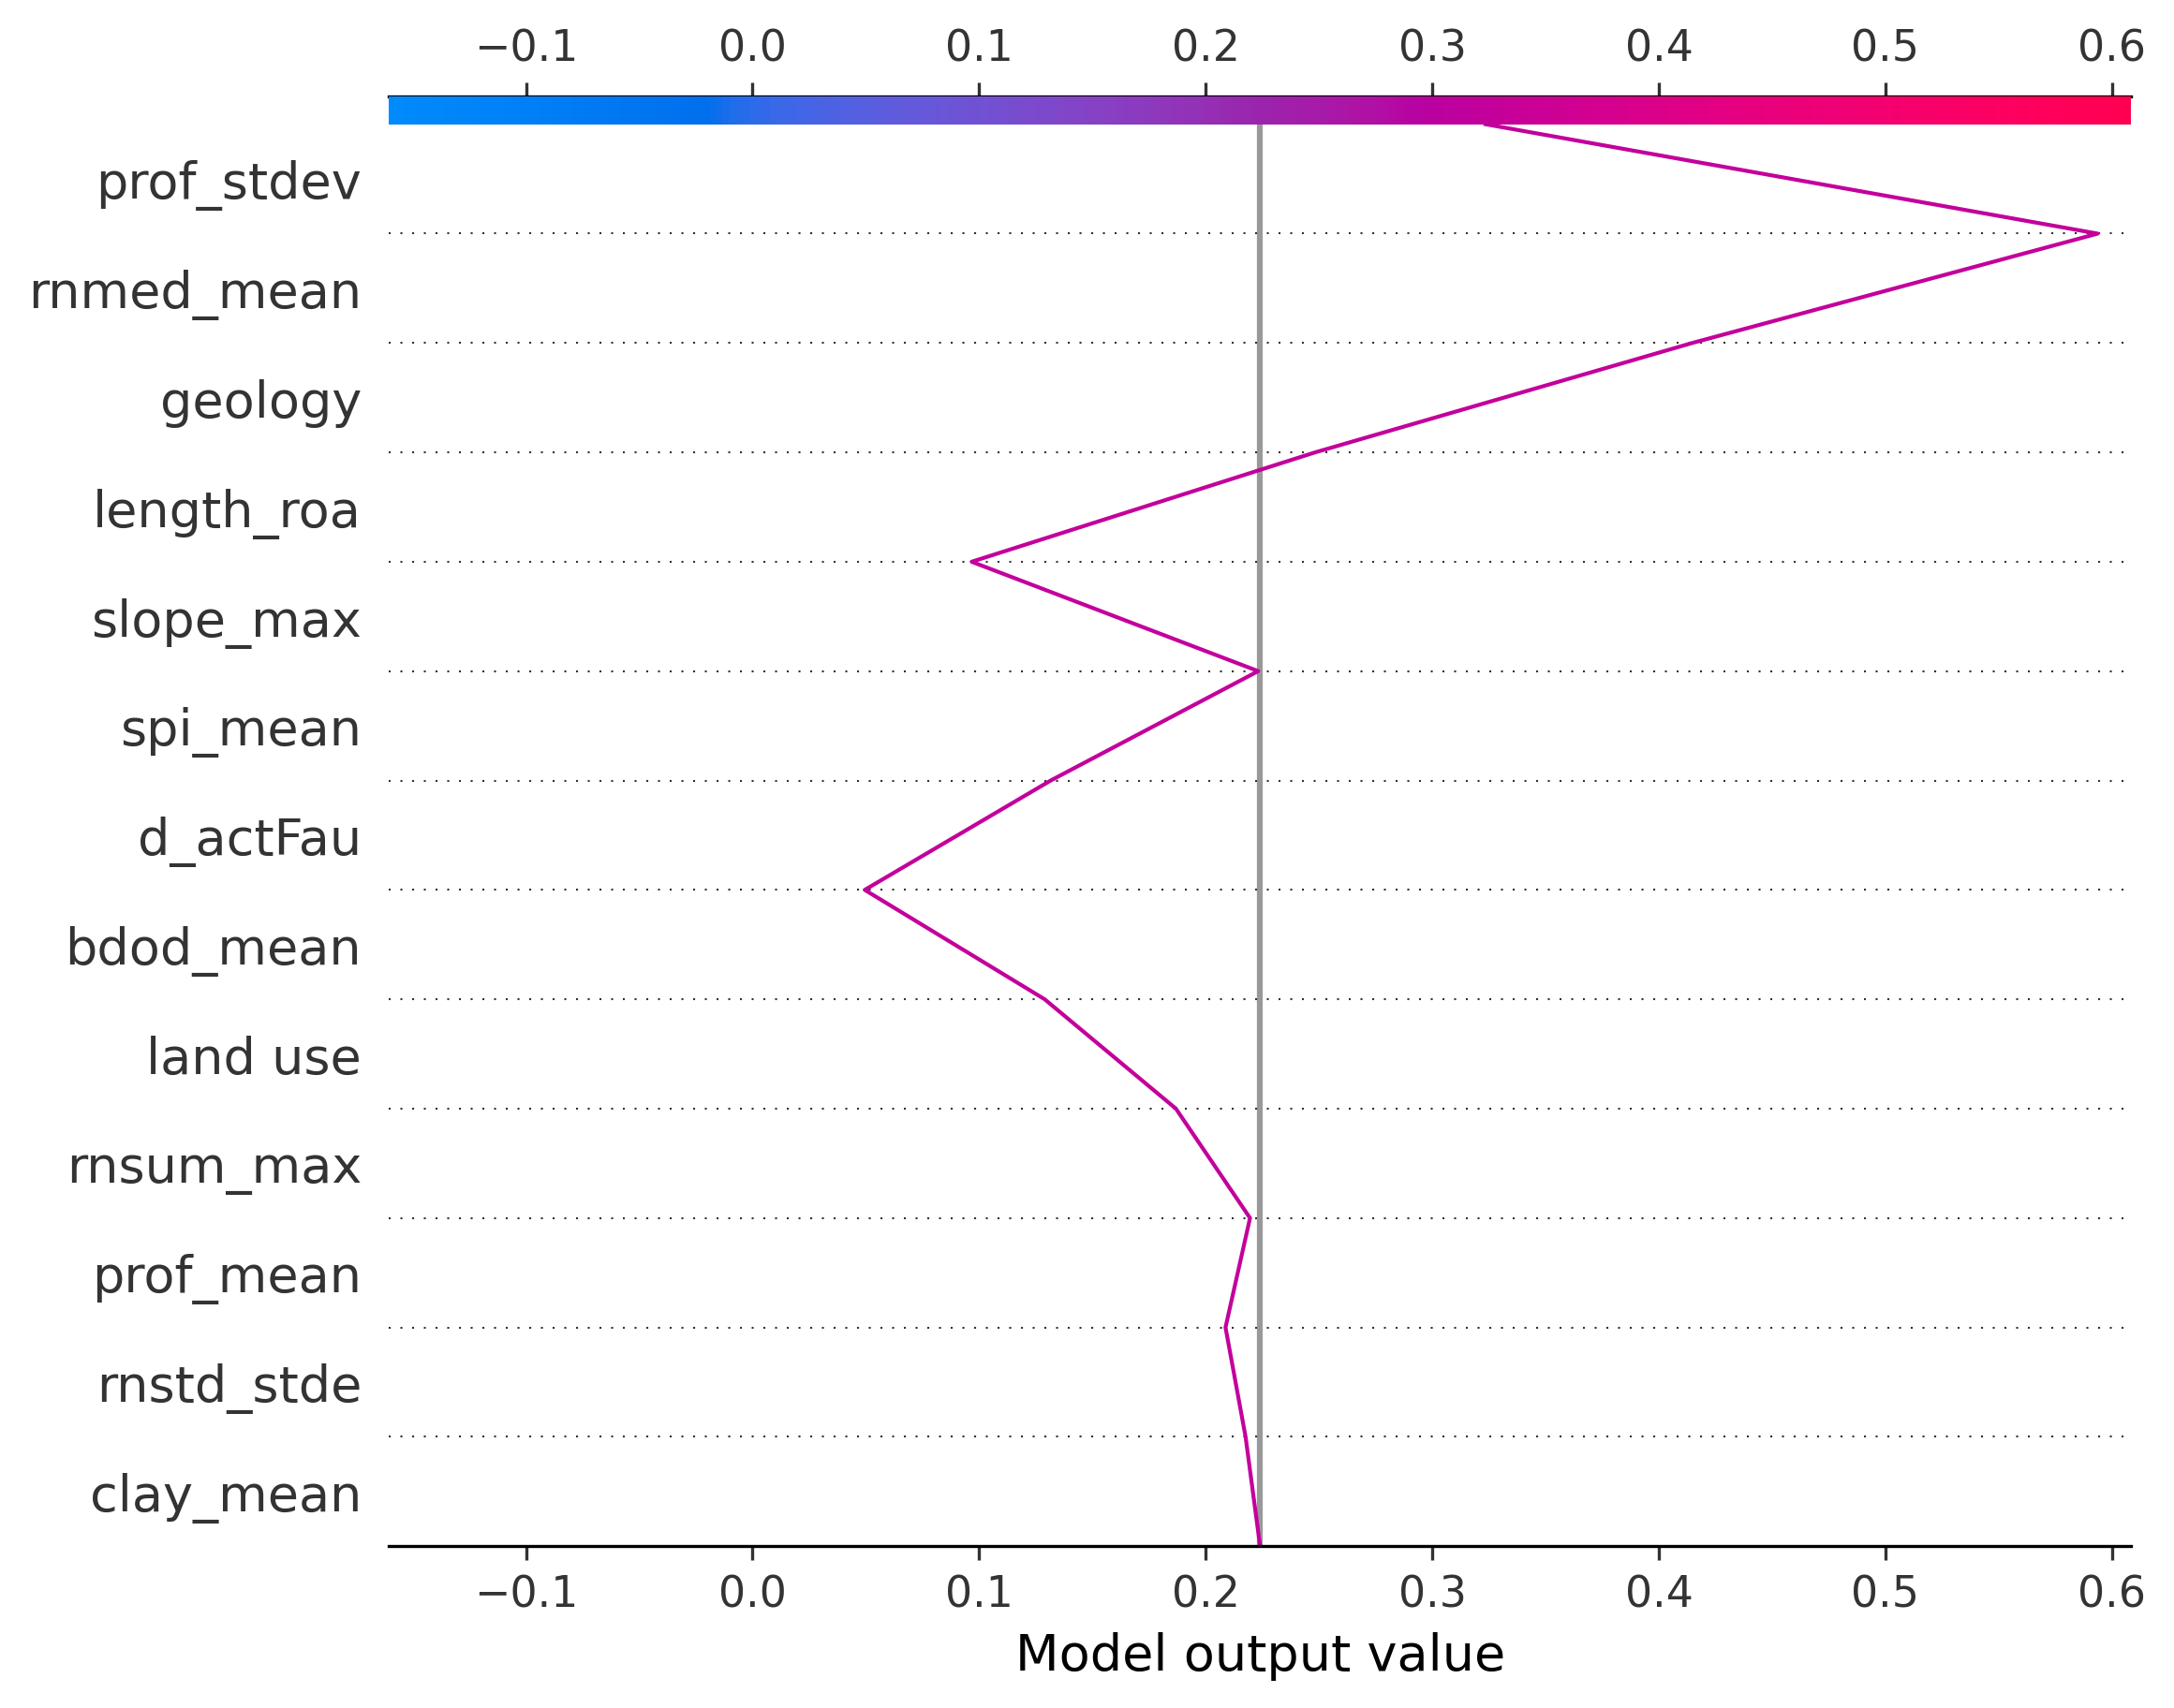 −0.1 0.0 0.1 0.2 0.3 0.4 0.5 0.6
prof_stdev
rnmed_mean
geology
length_roa
slope_max
spi_mean
d_actFau
bdod_mean
land use
rnsum_max
prof_mean
rnstd_stde
clay_mean
−0.1 0.0 0.1 0.2 0.3 0.4 0.5 0.6
Model output value